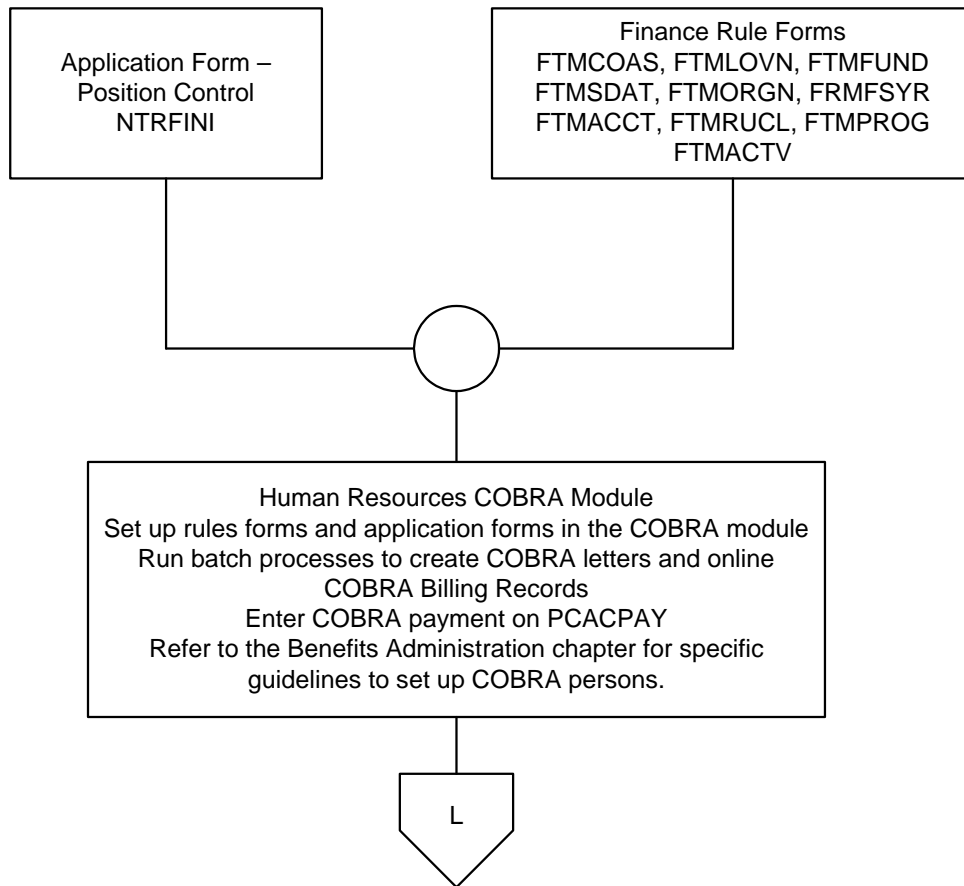 Application Form –
Position Control
NTRFINI
Finance Rule Forms
FTMCOAS, FTMLOVN, FTMFUND
FTMSDAT, FTMORGN, FRMFSYR
FTMACCT, FTMRUCL, FTMPROG
FTMACTV
Human Resources COBRA Module
Set up rules forms and application forms in the COBRA module
Run batch processes to create COBRA letters and online
COBRA Billing Records
Enter COBRA payment on PCACPAY
Refer to the Benefits Administration chapter for specific
guidelines to set up COBRA persons.
L